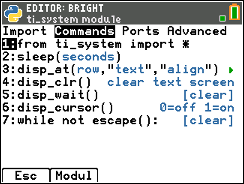 EDITOR: BRIGHT
ti_system module
Import Commands Ports Advanced
1:from ti_system import *
2:sleep(seconds)
3:disp_at(row,"text","align") ▶
4:disp_clr() clear text screen
5:disp_wait() [clear]
6:disp_cursor() 0=off 1=on
7:while not escape(): [clear]
Esc Modul